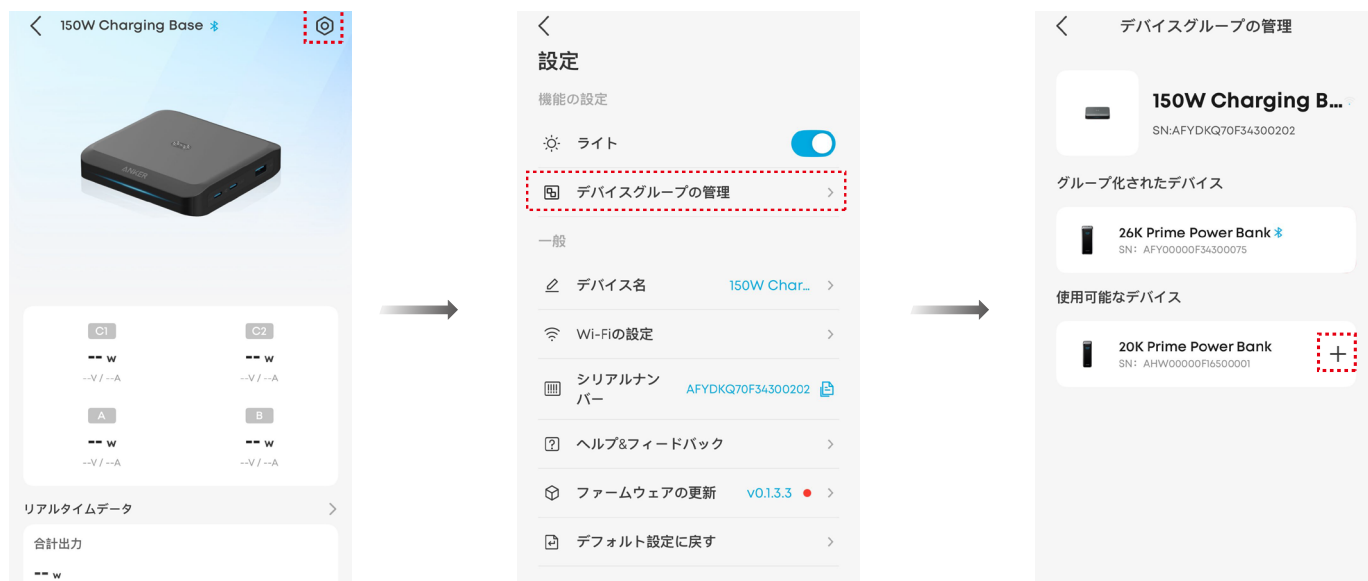 150W Charging Base
ANKER
C1
C2
-- w
-- w
--V / --A
--V / --A
A
B
-- w
-- w
--V / --A
--V / --A
リアルタイムデータ
合計出力
-- w
設定
機能の設定
ライト
デバイスグループの管理
一般
デバイス名
150W Char...
Wi-Fiの設定
シリアルナン
バー
AFYDKQ70F34300202
ヘルプ&フィードバック
ファームウェアの更新
v0.1.3.3
デフォルト設定に戻す
デバイスグループの管理
150W Charging B...
SN:AFYDKQ70F34300202
グループ化されたデバイス
26K Prime Power Bank
SN: AFY00000F34300075
使用可能なデバイス
20K Prime Power Bank
SN: AHW00000F16500001